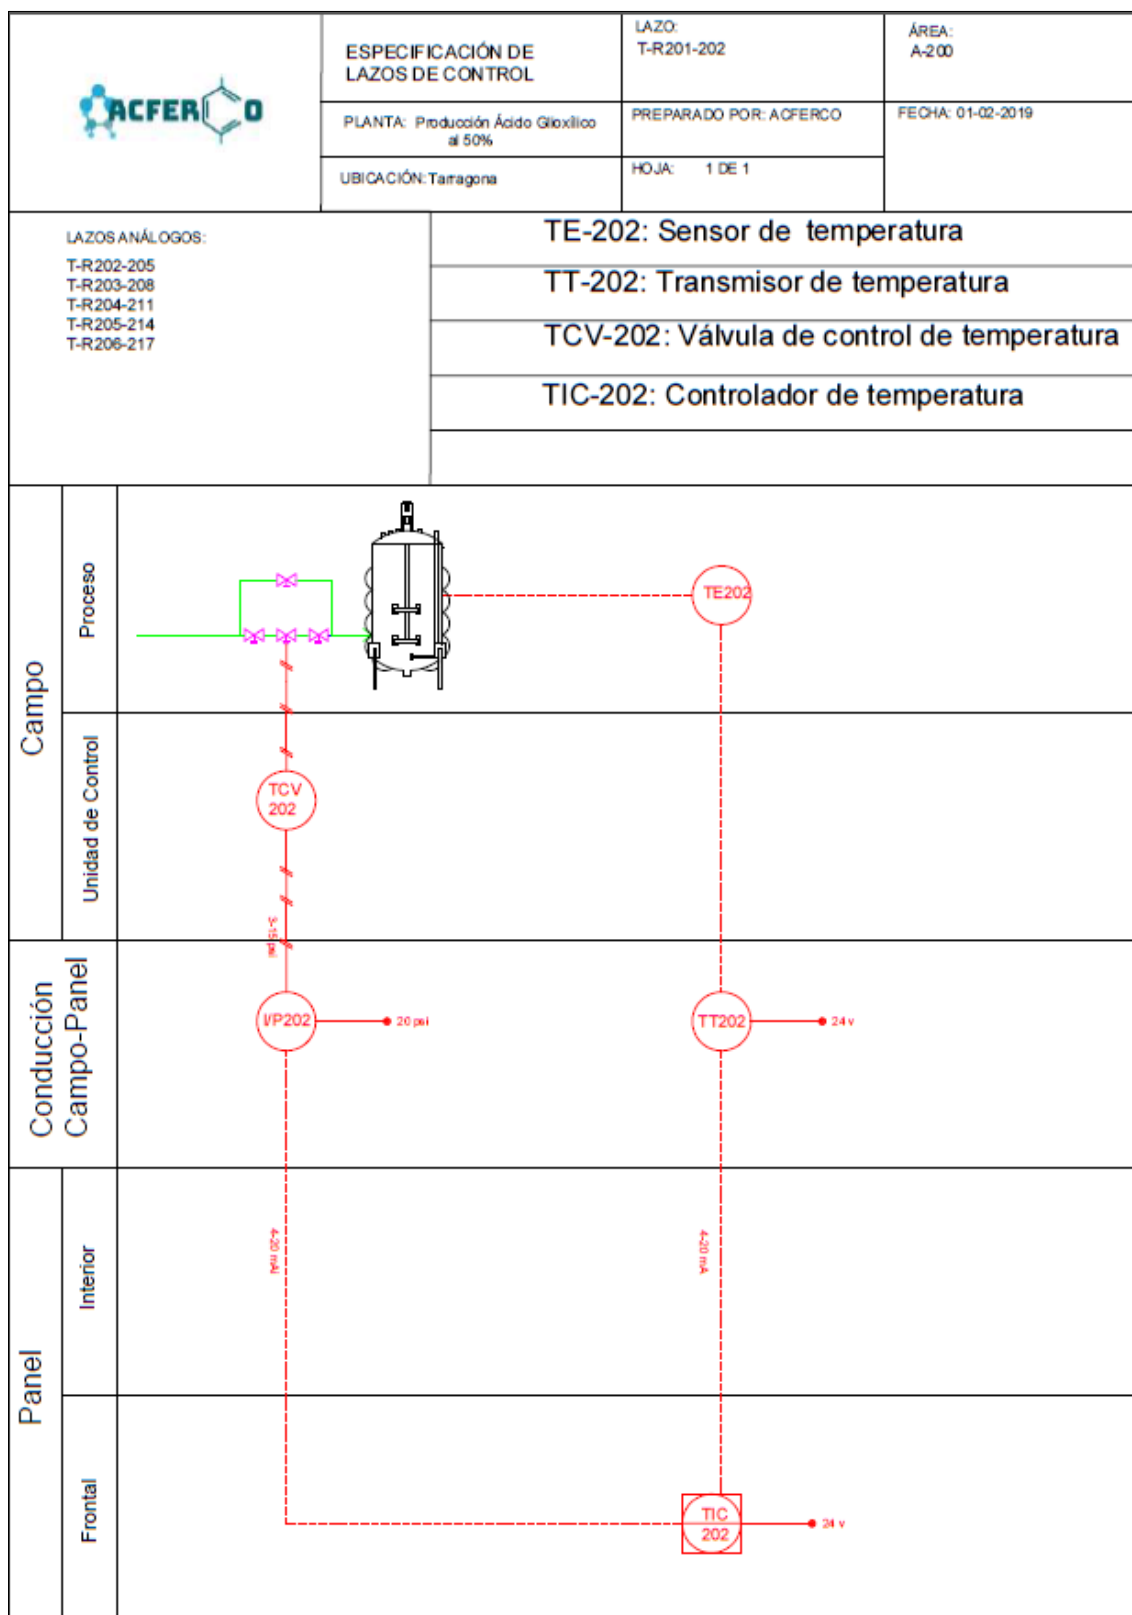 ACFERCO
ESPECIFICACIÓN DE
LAZOS DE CONTROL
LAZO:
T-R201-202
ÁREA:
A-200
PLANTA: Producción Ácido Glioxílico
al 50%
PREPARADO POR: ACFERCO
FECHA: 01-02-2019
UBICACIÓN: Tarragona
HOJA: 1 DE 1
LAZOS ANÁLOGOS:
T-R202-205
T-R203-208
T-R204-211
T-R205-214
T-R206-217
TE-202: Sensor de temperatura
TT-202: Transmisor de temperatura
TCV-202: Válvula de control de temperatura
TIC-202: Controlador de temperatura
Campo
Proceso
TE202
Unidad de Control
TCV
202
3-15 psi
Conducción
Campo-Panel
I/P202
20 psi
TT202
24 v
Panel
Interior
4-20 mA
4-20 mA
Frontal
TIC
202
24 v